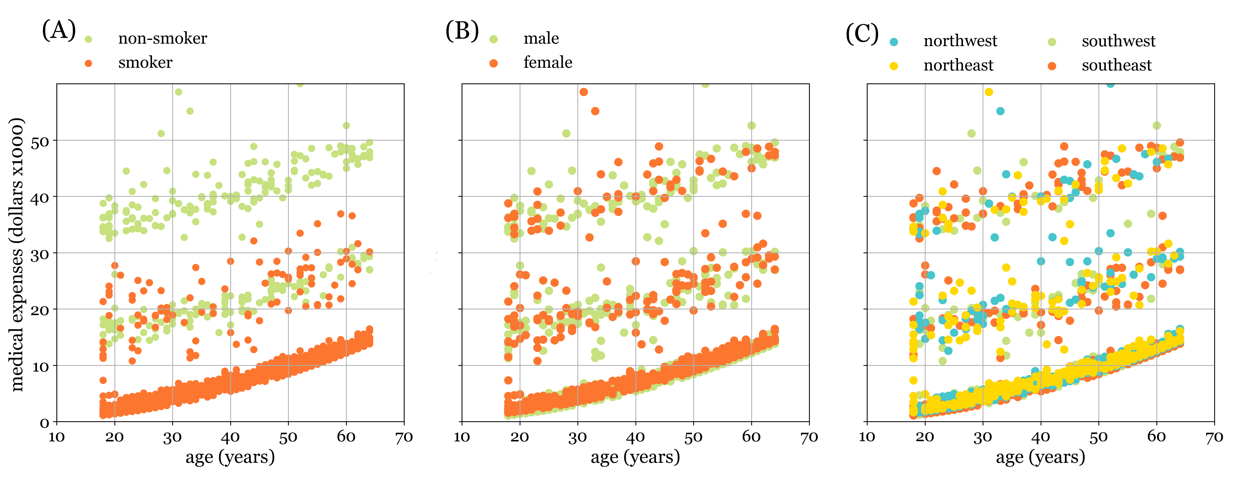 (A) non-smoker
smoker
(B) male
female
(C) northwest southwest
northeast southeast
medical expenses (dollars x1000)
50
40
30
20
10
0
10 20 30 40 50 60 70
age (years)
10 20 30 40 50 60 70
age (years)
10 20 30 40 50 60 70
age (years)